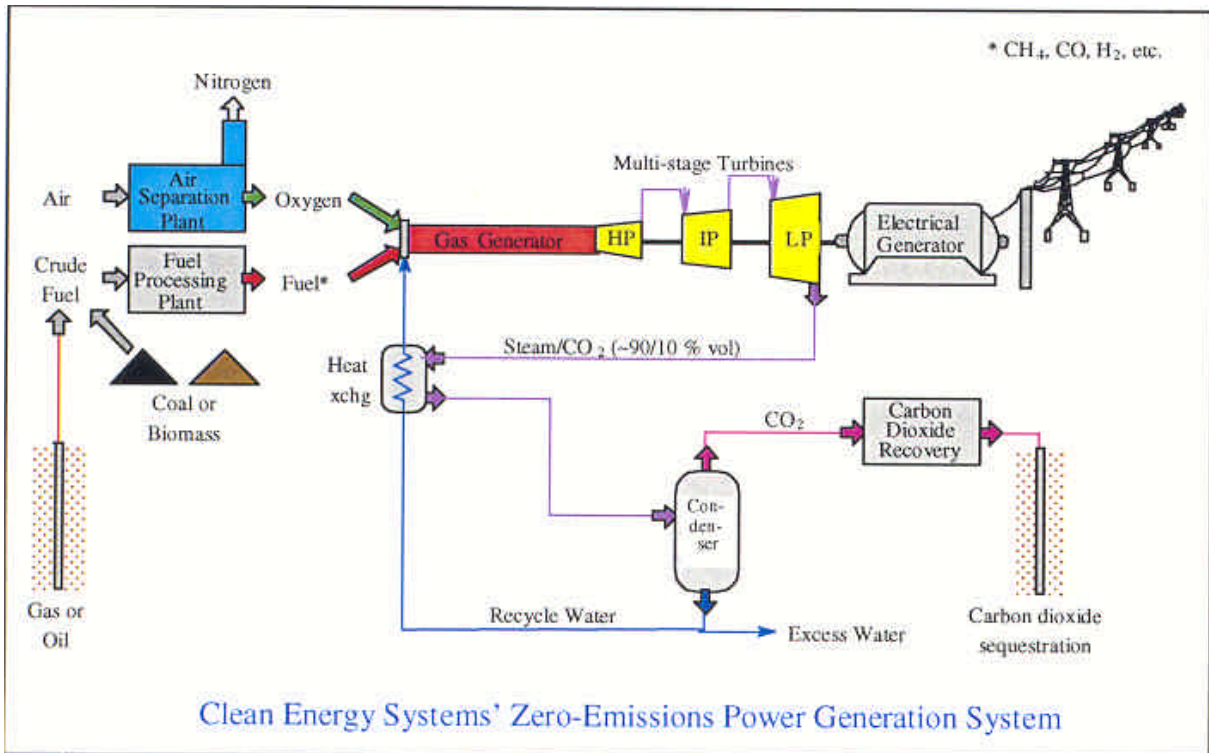 * CH₄, CO, H₂, etc.
Nitrogen
Multi-stage Turbines
Air
Air
Separation
Plant
Oxygen
Gas Generator
HP
IP
LP
Electrical
Generator
Crude
Fuel
Fuel
Processing
Plant
Fuel*
Steam/CO₂ (~90/10 % vol)
Heat
xchg
Coal or
Biomass
CO₂
Carbon
Dioxide
Recovery
Con-
den-
ser
Gas or
Oil
Recycle Water
Excess Water
Carbon dioxide
sequestration
Clean Energy Systems' Zero-Emissions Power Generation System